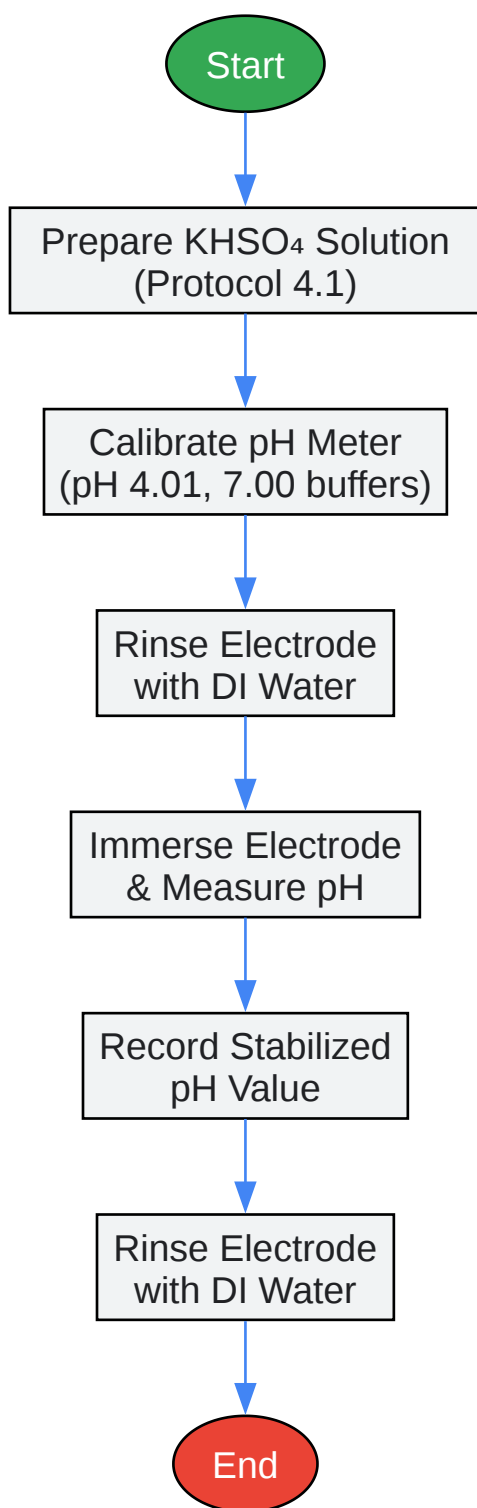 Start
Prepare KHSO₄ Solution
(Protocol 4.1)
Calibrate pH Meter
(pH 4.01, 7.00 buffers)
Rinse Electrode
with DI Water
Immerse Electrode
& Measure pH
Record Stabilized
pH Value
Rinse Electrode
with DI Water
End